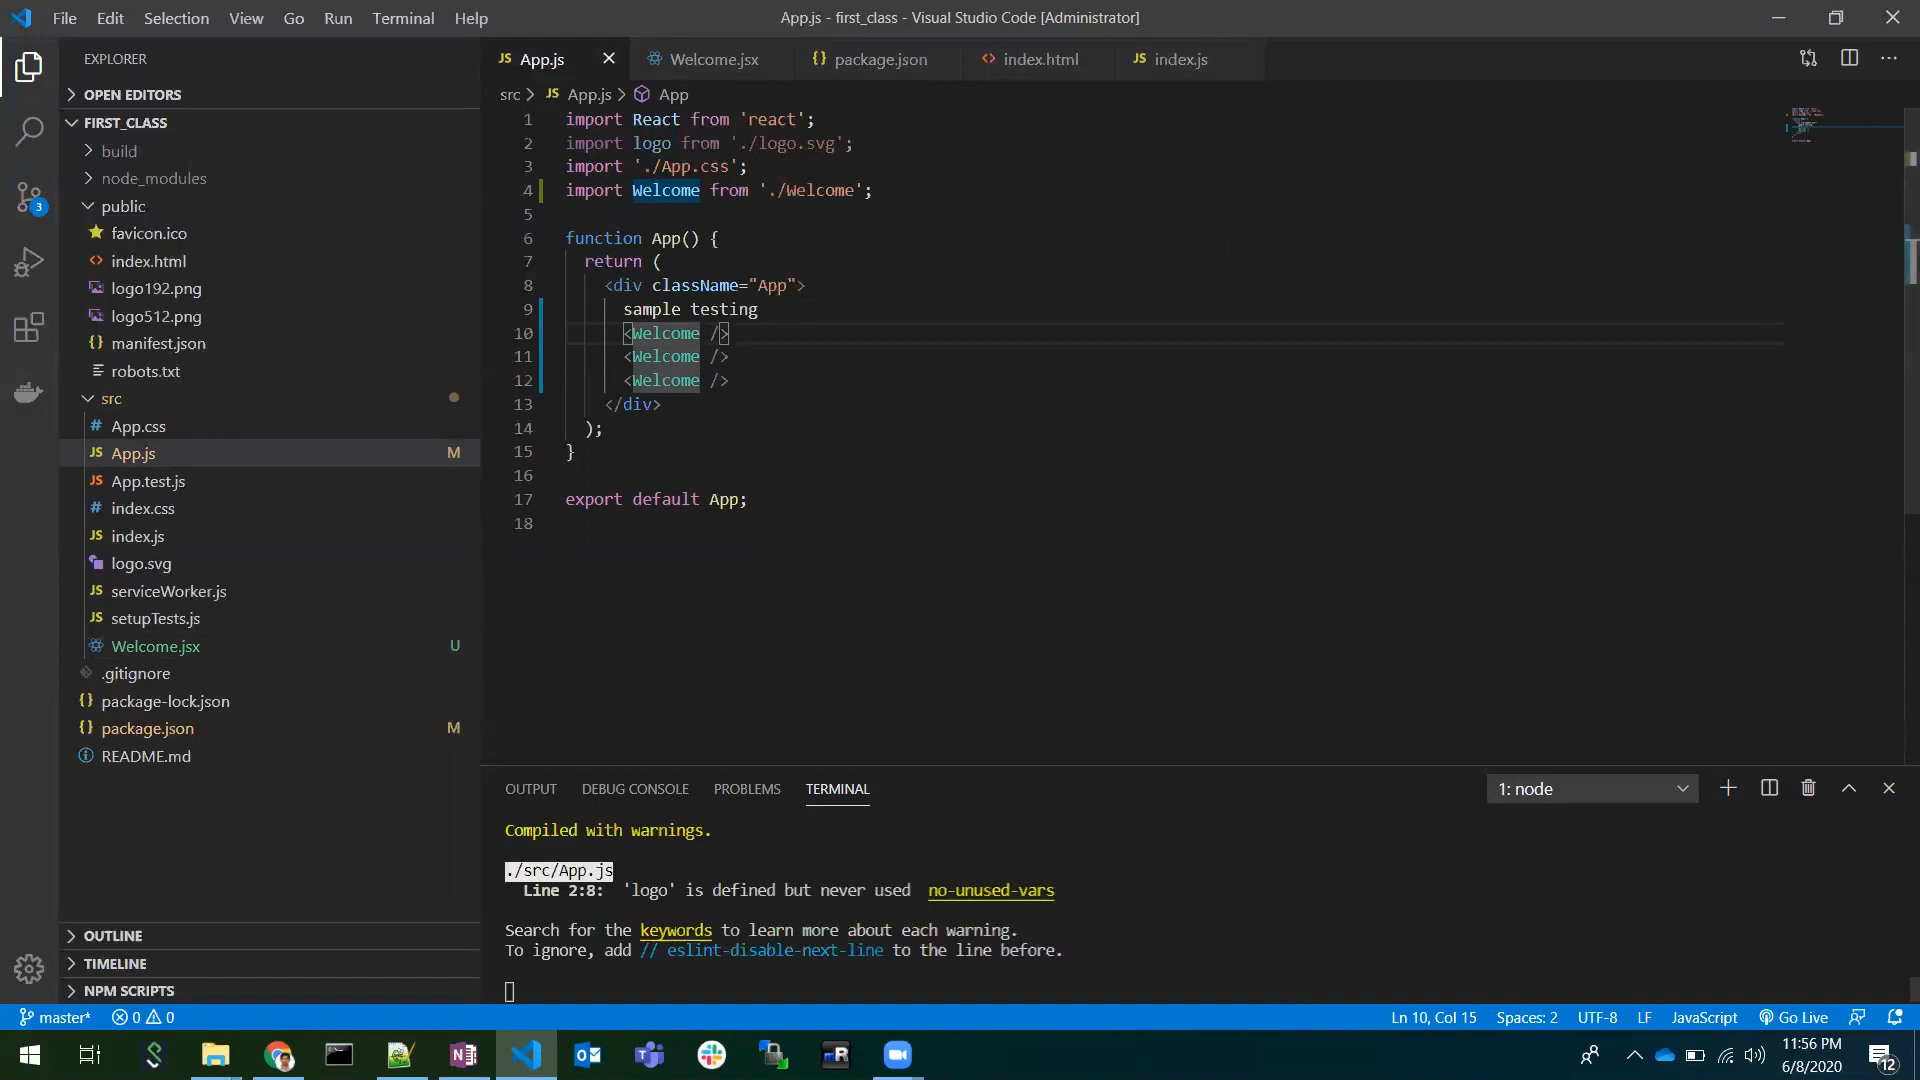 File Edit Selection View Go Run Terminal Help
App.js - first_class - Visual Studio Code [Administrator]
EXPLORER
OPEN EDITORS
FIRST_CLASS
build
node_modules
public
favicon.ico
index.html
logo192.png
logo512.png
manifest.json
robots.txt
src
App.css
App.js M
App.test.js
index.css
index.js
logo.svg
serviceWorker.js
setupTests.js
Welcome.jsx U
.gitignore
package-lock.json
package.json M
README.md
OUTLINE
TIMELINE
NPM SCRIPTS
3
JS App.js Welcome.jsx {} package.json <> index.html JS index.js
src > JS App.js > App
1 import React from 'react';
2 import logo from './logo.svg';
3 import './App.css';
4 import Welcome from './Welcome';
5
6 function App() {
7 return (
8 <div className="App">
9 sample testing
10 <Welcome />
11 <Welcome />
12 <Welcome />
13 </div>
14 );
15 }
16
17 export default App;
18
OUTPUT DEBUG CONSOLE PROBLEMS TERMINAL 1: node
Compiled with warnings.
./src/App.js
Line 2:8: 'logo' is defined but never used no-unused-vars
Search for the keywords to learn more about each warning.
To ignore, add // eslint-disable-next-line to the line before.
master* 0 0 Ln 10, Col 15 Spaces: 2 UTF-8 LF JavaScript Go Live
11:56 PM
6/8/2020
12